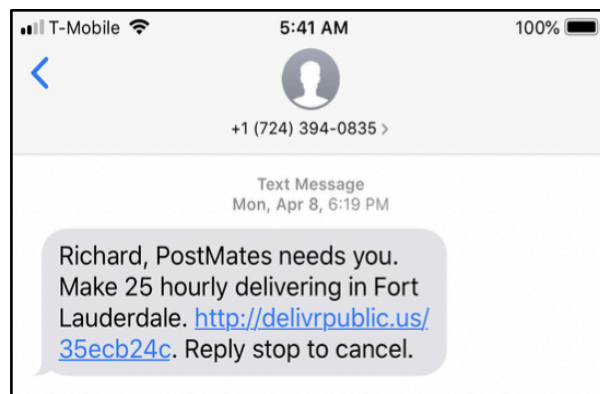 T-Mobile 5:41 AM 100%
+1 (724) 394-0835 >
Text Message
Mon, Apr 8, 6:19 PM
Richard, PostMates needs you.
Make 25 hourly delivering in Fort
Lauderdale. http://delivrpublic.us/
35ecb24c. Reply stop to cancel.